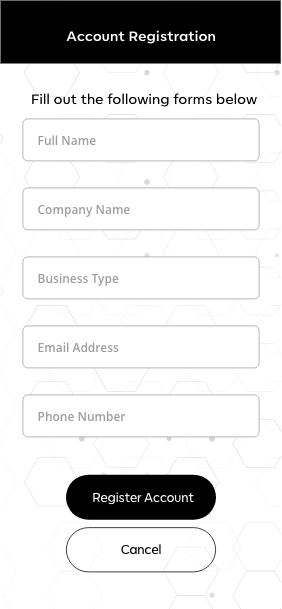 Account Registration
Fill out the following forms below
Full Name
Company Name
Business Type
Email Address
Phone Number
Register Account
Cancel